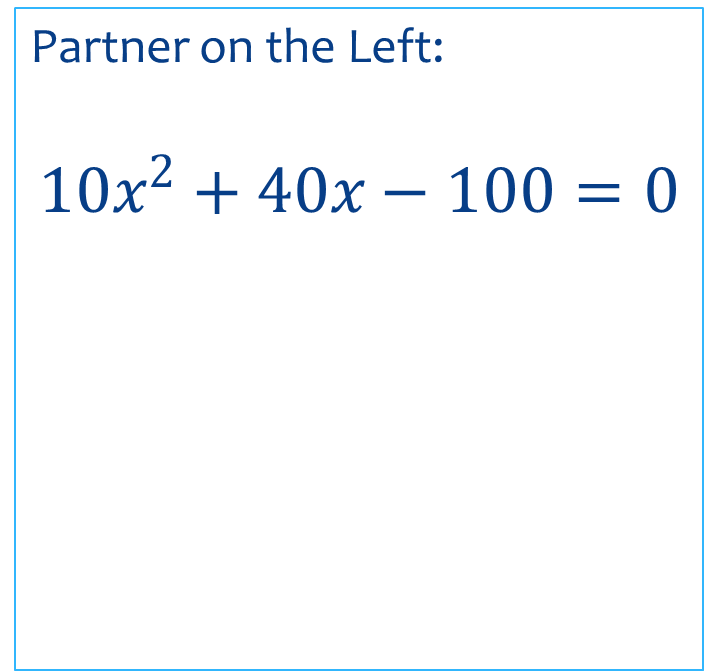 Partner on the Left:
10x² + 40x − 100 = 0